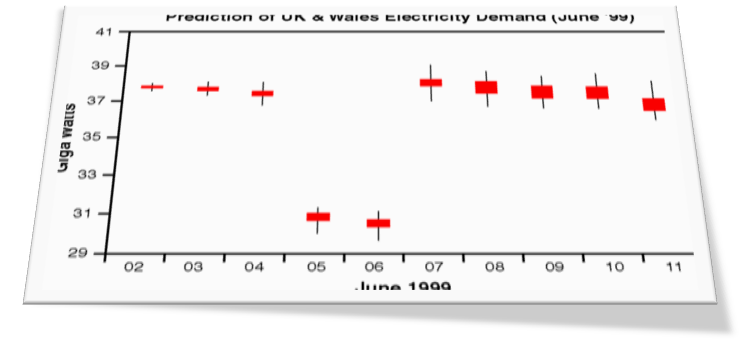 Prediction of UK & Wales Electricity Demand (June '99)
41
39
37
35
33
31
29
Giga Watts
02 03 04 05 06 07 08 09 10 11
June 1999